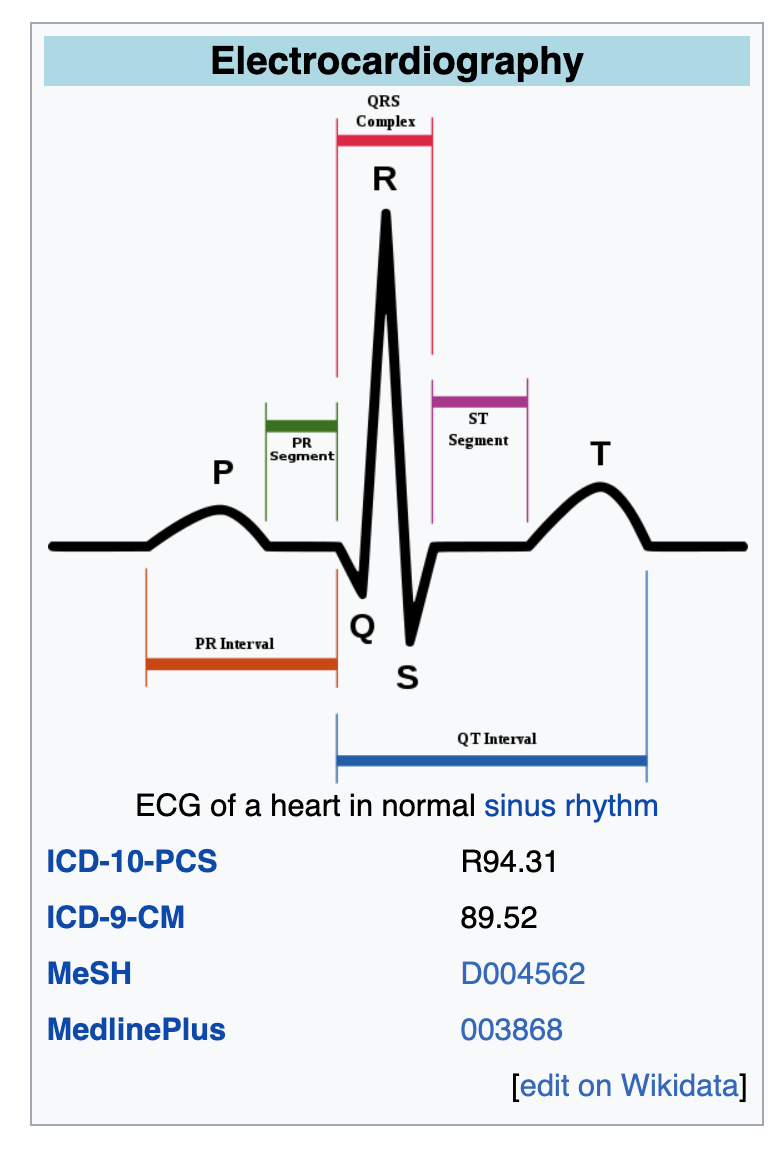 Electrocardiography
QRS
Complex
R
PR
Segment
ST
Segment
P
T
Q
S
PR Interval
QT Interval
ECG of a heart in normal sinus rhythm
ICD-10-PCS R94.31
ICD-9-CM 89.52
MeSH D004562
MedlinePlus 003868
[edit on Wikidata]